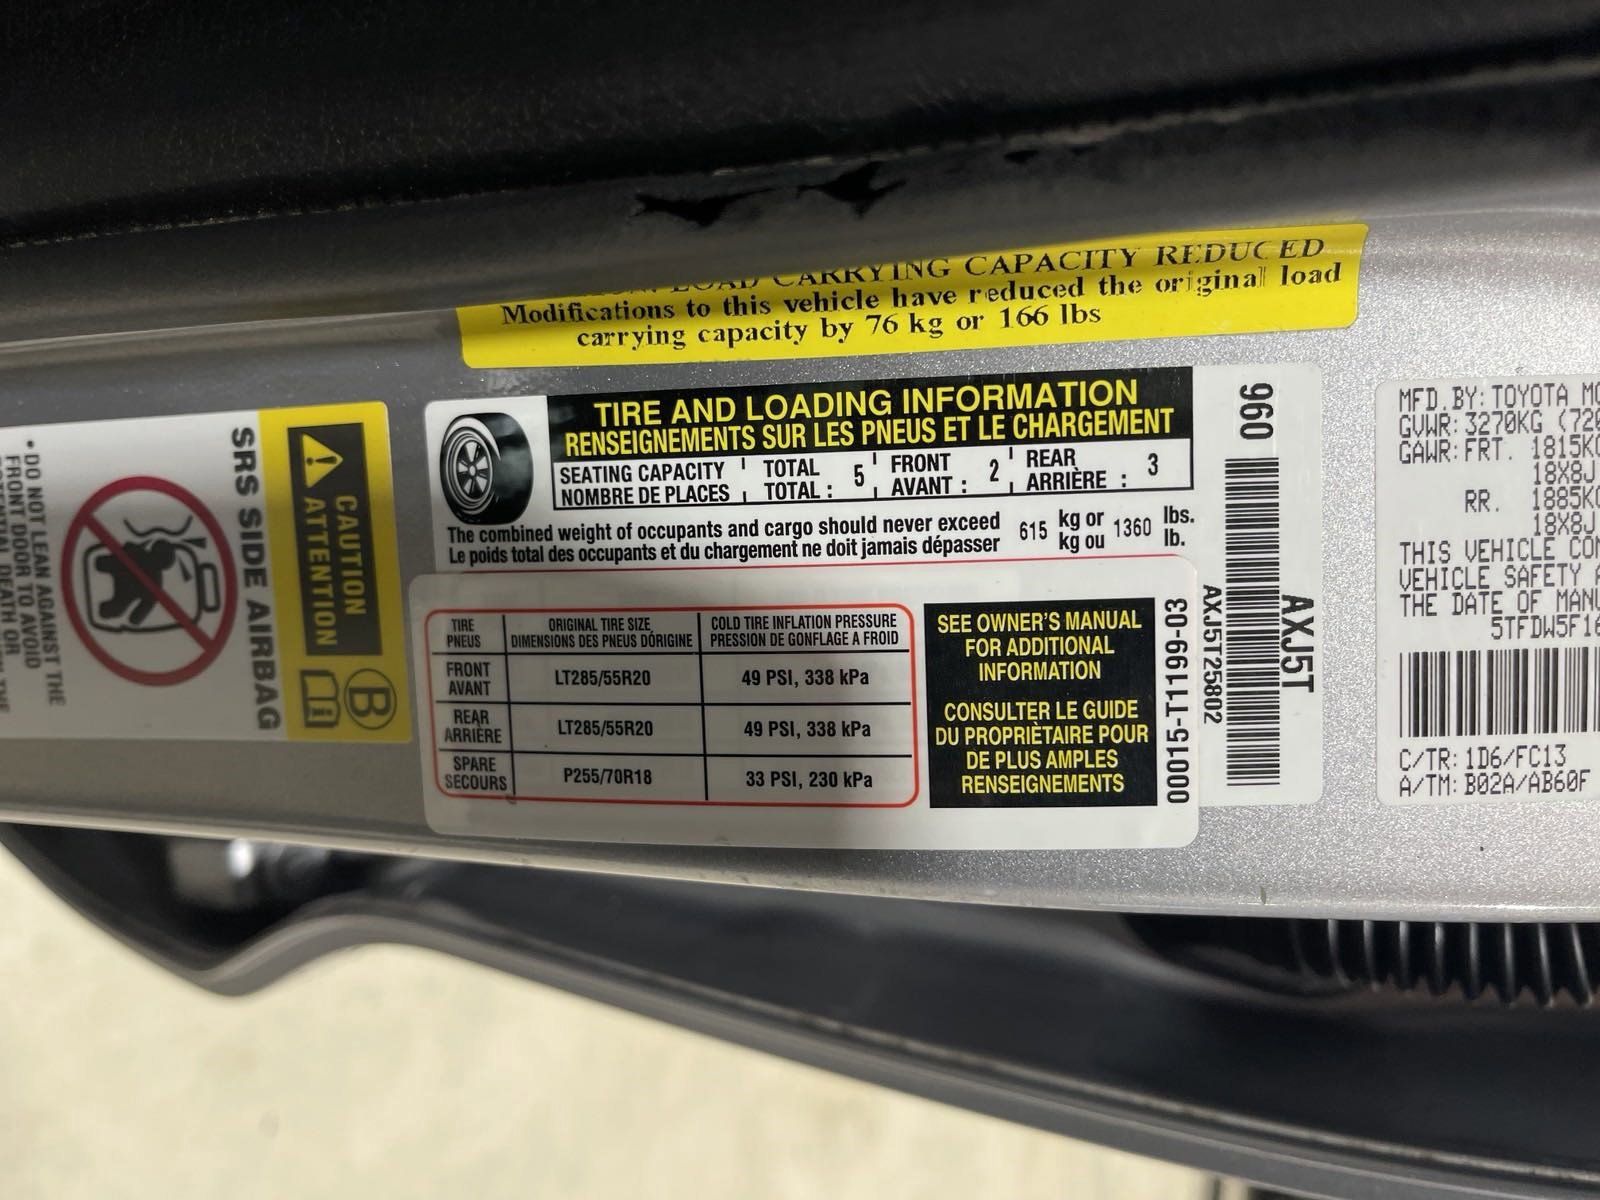 LOAD CARRYING CAPACITY REDUCED
Modifications to this vehicle have reduced the original load
carrying capacity by 76 kg or 166 lbs
TIRE AND LOADING INFORMATION
RENSEIGNEMENTS SUR LES PNEUS ET LE CHARGEMENT
SEATING CAPACITY TOTAL 5 FRONT 2 REAR 3
NOMBRE DE PLACES TOTAL : AVANT : ARRIÈRE :
The combined weight of occupants and cargo should never exceed 615 kg or 1360 lbs.
Le poids total des occupants et du chargement ne doit jamais dépasser kg ou lb.
TIRE ORIGINAL TIRE SIZE COLD TIRE INFLATION PRESSURE
PNEUS DIMENSIONS DES PNEUS DÓRIGINE PRESSION DE GONFLAGE A FROID
FRONT
AVANT LT285/55R20 49 PSI, 338 kPa
REAR
ARRIÈRE LT285/55R20 49 PSI, 338 kPa
SPARE
SECOURS P255/70R18 33 PSI, 230 kPa
SEE OWNER'S MANUAL
FOR ADDITIONAL
INFORMATION
CONSULTER LE GUIDE
DU PROPRIÈTAIRE POUR
DE PLUS AMPLES
RENSEIGNEMENTS
00015-T1199-03
960
AXJ5T25802
AXJ5T
MFD. BY: TOYOTA
GVWR: 3270KG
GAWR: FRT. 1815KG
18X8J
RR. 1885KG
18X8J
THIS VEHICLE
VEHICLE SAFETY
THE DATE OF
5TFDW5F16
C/TR: 1D6/FC13
A/TM: B02A/AB60F
CAUTION
ATTENTION
B
SRS SIDE AIRBAG
• DO NOT LEAN AGAINST THE
FRONT DOOR TO AVOID
POTENTIAL DEATH OR